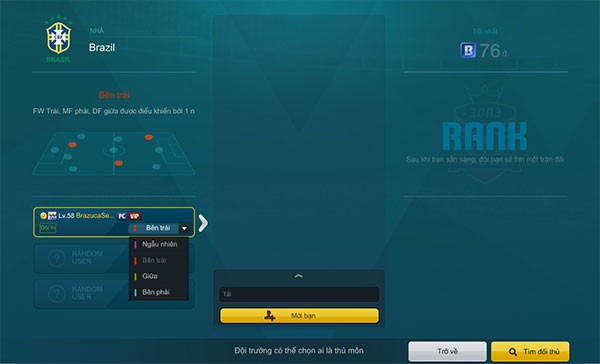 NHÀ
Brazil
BRASIL
Bên trái
FW Trái, MF phải, DF giữa được điều khiển bởi 1 n
Lv.58 BrazucaSe... PC VIP
Bên trái
Ngẫu nhiên
Bên trái
Giữa
Bên phải
? RANDOM
USER
? RANDOM
USER
Tất
Mời bạn
B 76 đ.
RANK
Sau khi bạn sẵn sàng, đội bạn sẽ tìm một trận đấu
Đội trưởng có thể chọn ai là thủ môn
Trở về
Tìm đối thủ